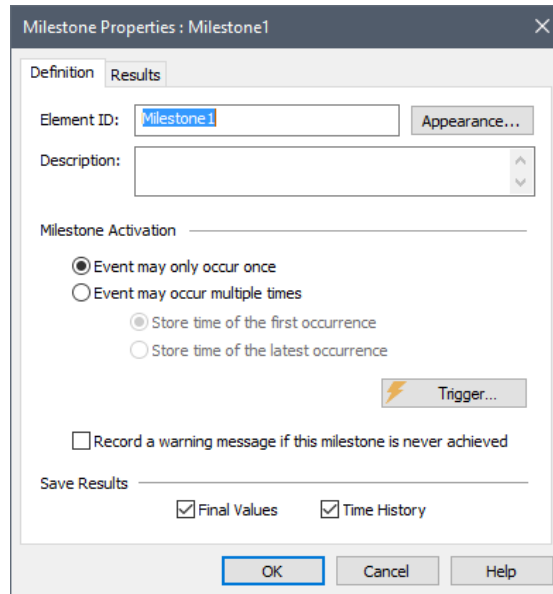 Milestone Properties : Milestone1
Definition Results
Element ID: Milestone1 Appearance...
Description:
Milestone Activation
Event may only occur once
Event may occur multiple times
Store time of the first occurrence
Store time of the latest occurrence
Trigger...
Record a warning message if this milestone is never achieved
Save Results
Final Values Time History
OK Cancel Help